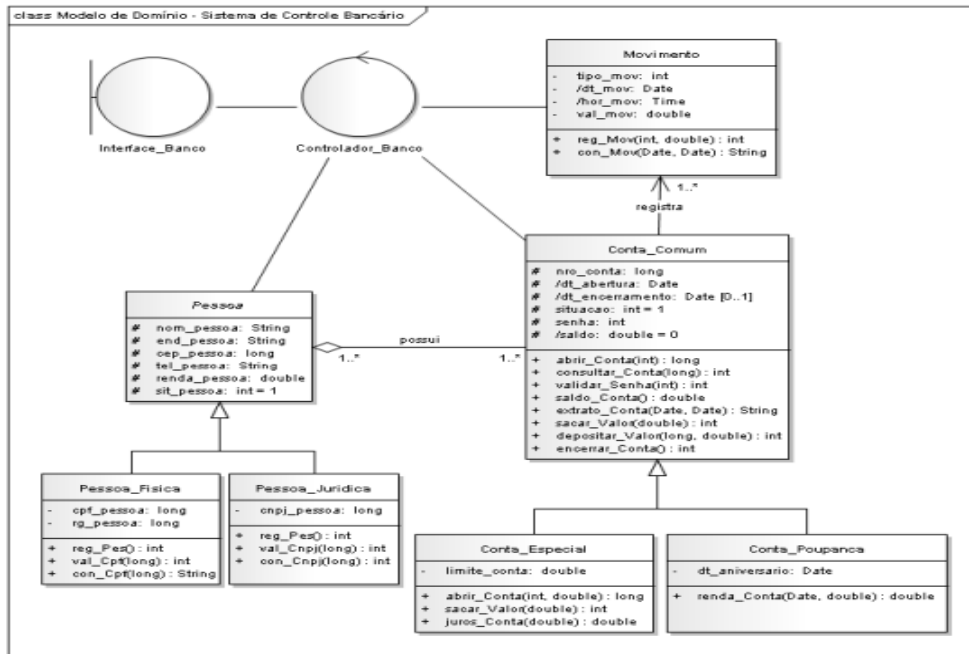 class Modelo de Domínio - Sistema de Controle Bancário
Interface_Banco
Controlador_Banco
Movimento
- tipo_mov: int
- /dt_mov: Date
- /hor_mov: Time
- val_mov: double
+ reg_Mov(int, double) : int
+ con_Mov(Date, Date) : String
1..*
registra
Conta_Comum
# nro_conta: long
# /dt_abertura: Date
# /dt_encerramento: Date [0..1]
# situacao: int = 1
# senha: int
# /saldo: double = 0
+ abrir_Conta(int) : long
+ consultar_Conta(long) : int
+ validar_Senha(int) : int
+ saldo_Conta() : double
+ extrato_Conta(Date, Date) : String
+ sacar_Valor(double) : int
+ depositar_Valor(long, double) : int
+ encerrar_Conta() : int
Pessoa
# nom_pessoa: String
# end_pessoa: String
# cep_pessoa: long
# tel_pessoa: String
# renda_pessoa: double
# sit_pessoa: int = 1
possui
1..*
1..*
Pessoa_Fisica
- cpf_pessoa: long
- rg_pessoa: long
+ reg_Pes() : int
+ val_Cpf(long) : int
+ con_Cpf(long) : String
Pessoa_Juridica
- cnpj_pessoa: long
+ reg_Pes() : int
+ val_Cnpj(long) : int
+ con_Cnpj(long) : int
Conta_Especial
- limite_conta: double
+ abrir_Conta(int, double) : long
+ sacar_Valor(double) : int
+ juros_Conta(double) : double
Conta_Poupanca
- dt_aniversario: Date
+ renda_Conta(Date, double) : double